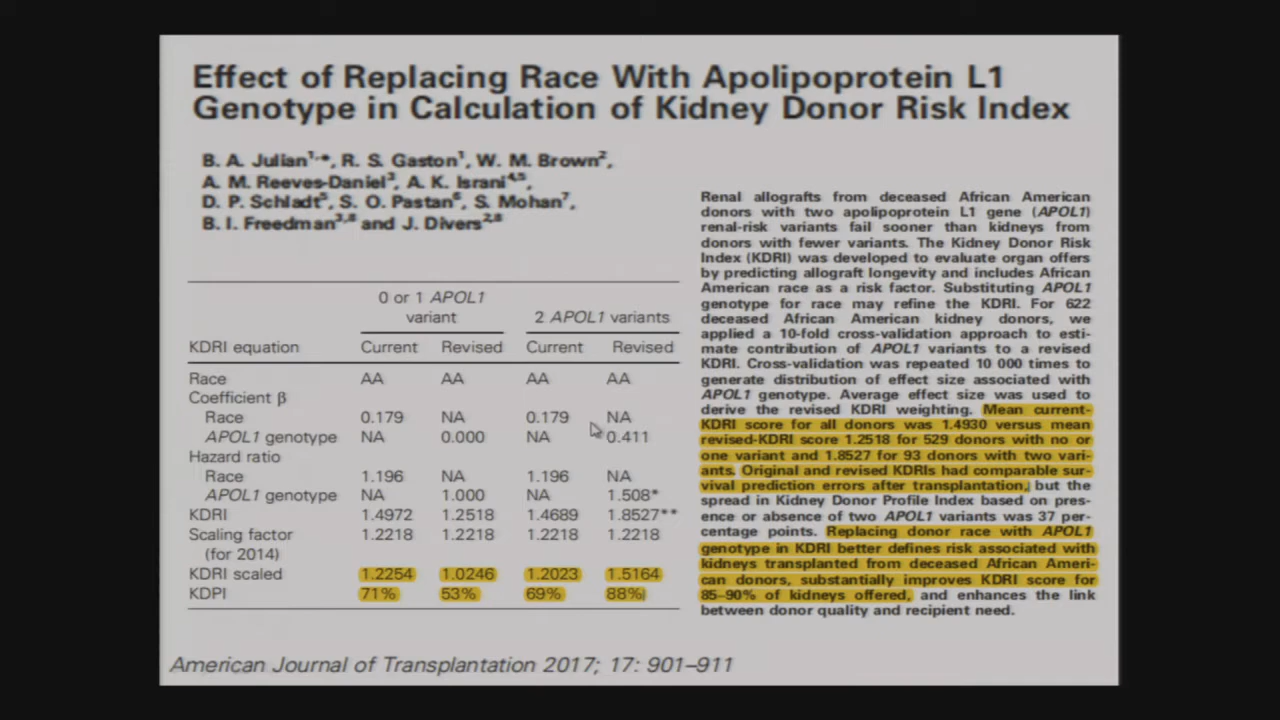 Effect of Replacing Race With Apolipoprotein L1
Genotype in Calculation of Kidney Donor Risk Index
B. A. Julian1,*, R. S. Gaston1, W. M. Brown2,
A. M. Reeves-Daniel3, A. K. Israni4,5,
D. P. Schladt5, S. O. Pastan6, S. Mohan7,
B. I. Freedman3,8 and J. Divers2,8
0 or 1 APOL1
variant 2 APOL1 variants
KDRI equation Current Revised Current Revised
Race AA AA AA AA
Coefficient β
Race 0.179 NA 0.179 NA
APOL1 genotype NA 0.000 NA 0.411
Hazard ratio
Race 1.196 NA 1.196 NA
APOL1 genotype NA 1.000 NA 1.508*
KDRI 1.4972 1.2518 1.4689 1.8527**
Scaling factor 1.2218 1.2218 1.2218 1.2218
(for 2014)
KDRI scaled 1.2254 1.0246 1.2023 1.5164
KDPI 71% 53% 69% 88%
Renal allografts from deceased African American
donors with two apolipoprotein L1 gene (APOL1)
renal-risk variants fail sooner than kidneys from
donors with fewer variants. The Kidney Donor Risk
Index (KDRI) was developed to evaluate organ offers
by predicting allograft longevity and includes African
American race as a risk factor. Substituting APOL1
genotype for race may refine the KDRI. For 622
deceased African American kidney donors, we
applied a 10-fold cross-validation approach to esti-
mate contribution of APOL1 variants to a revised
KDRI. Cross-validation was repeated 10 000 times to
generate distribution of effect size associated with
APOL1 genotype. Average effect size was used to
derive the revised KDRI weighting. Mean current-
KDRI score for all donors was 1.4930 versus mean
revised-KDRI score 1.2518 for 529 donors with no or
one variant and 1.8527 for 93 donors with two vari-
ants. Original and revised KDRIs had comparable sur-
vival prediction errors after transplantation, but the
spread in Kidney Donor Profile Index based on pres-
ence or absence of two APOL1 variants was 37 per-
centage points. Replacing donor race with APOL1
genotype in KDRI better defines risk associated with
kidneys transplanted from deceased African Ameri-
can donors, substantially improves KDRI score for
85–90% of kidneys offered, and enhances the link
between donor quality and recipient need.
American Journal of Transplantation 2017; 17: 901–911